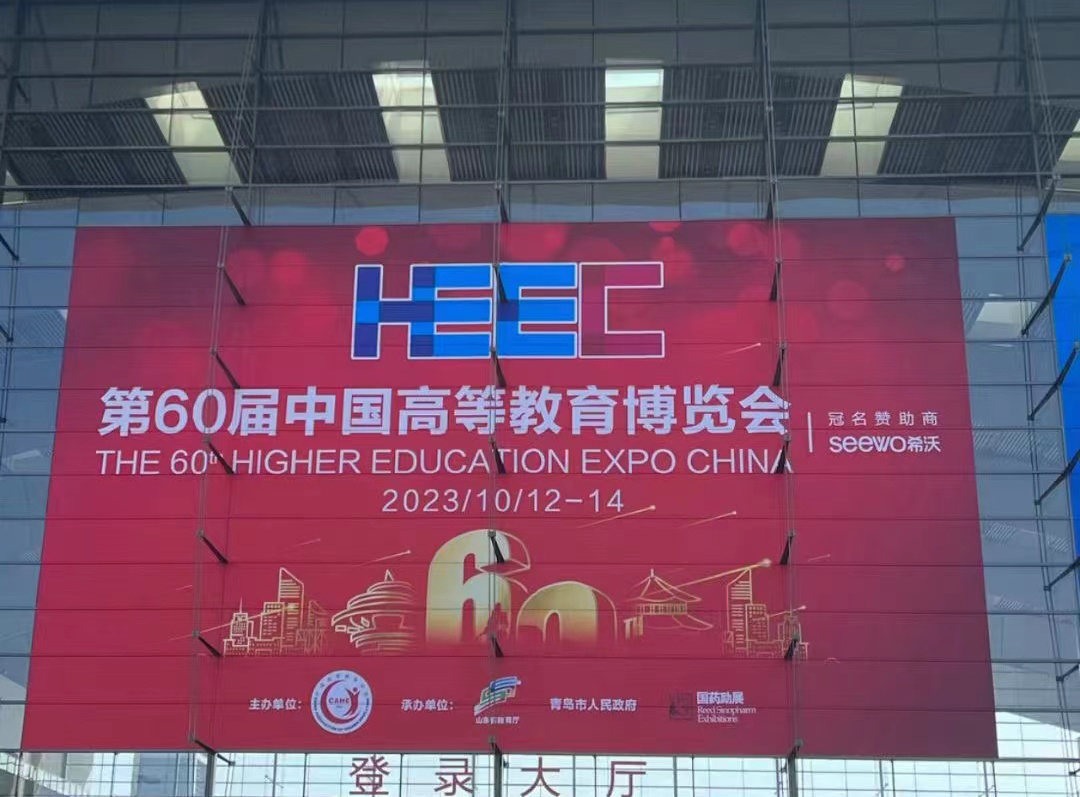 HEEC
第60届中国高等教育博览会
冠名赞助商
seewo希沃
THE 60th HIGHER EDUCATION EXPO CHINA
2023/10/12-14
60
主办单位：
CAHE
承办单位：
山东省教育厅
青岛市人民政府
国药励展
Reed Sinopharm
Exhibitions
登录大厅